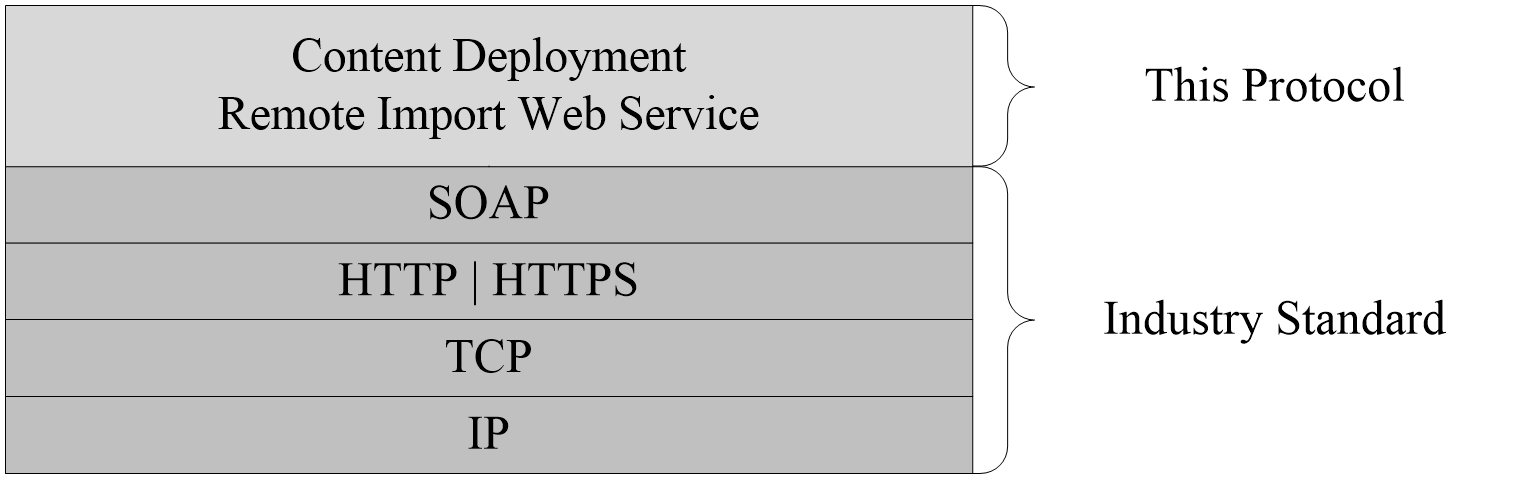 Content Deployment
Remote Import Web Service
This Protocol
SOAP
HTTP | HTTPS
TCP
IP
Industry Standard